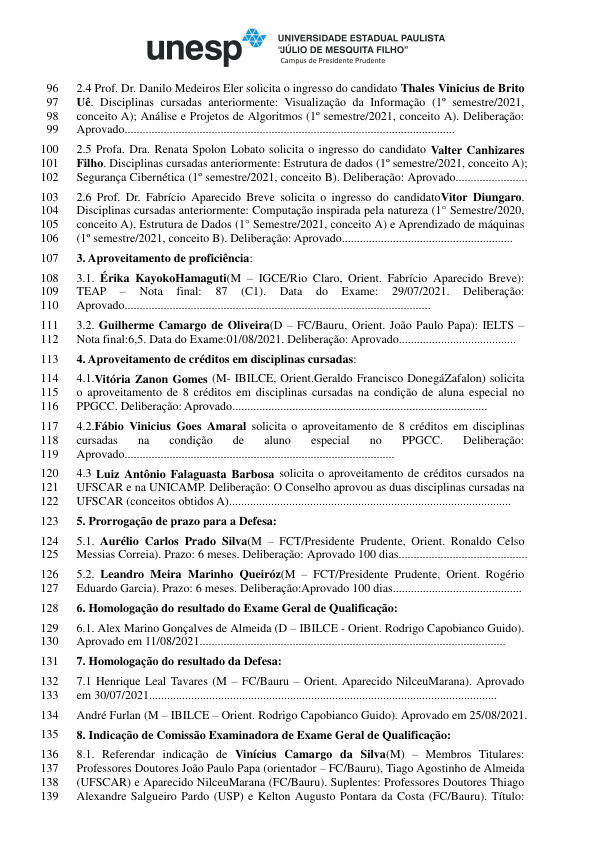 unesp
UNIVERSIDADE ESTADUAL PAULISTA
"JÚLIO DE MESQUITA FILHO"
Campus de Presidente Prudente
96 2.4 Prof. Dr. Danilo Medeiros Eler solicita o ingresso do candidato Thales Vinicius de Brito
97 Uê. Disciplinas cursadas anteriormente: Visualização da Informação (1º semestre/2021,
98 conceito A); Análise e Projetos de Algoritmos (1º semestre/2021, conceito A). Deliberação:
99 Aprovado..............................................................................................................
100 2.5 Profa. Dra. Renata Spolon Lobato solicita o ingresso do candidato Valter Canhizares
101 Filho. Disciplinas cursadas anteriormente: Estrutura de dados (1º semestre/2021, conceito A);
102 Segurança Cibernética (1º semestre/2021, conceito B). Deliberação: Aprovado........................
103 2.6 Prof. Dr. Fabrício Aparecido Breve solicita o ingresso do candidatoVitor Diungaro.
104 Disciplinas cursadas anteriormente: Computação inspirada pela natureza (1° Semestre/2020,
105 conceito A), Estrutura de Dados (1° Semestre/2021, conceito A) e Aprendizado de máquinas
106 (1º semestre/2021, conceito B). Deliberação: Aprovado.........................................................
107 3. Aproveitamento de proficiência:
108 3.1. Érika KayokoHamaguti(M – IGCE/Rio Claro, Orient. Fabrício Aparecido Breve):
109 TEAP – Nota final: 87 (C1). Data do Exame: 29/07/2021. Deliberação:
110 Aprovado......................................................................................................
111 3.2. Guilherme Camargo de Oliveira(D – FC/Bauru, Orient. João Paulo Papa): IELTS –
112 Nota final:6,5. Data do Exame:01/08/2021. Deliberação: Aprovado.......................................
113 4. Aproveitamento de créditos em disciplinas cursadas:
114 4.1.Vitória Zanon Gomes (M- IBILCE, Orient.Geraldo Francisco DonegáZafalon) solicita
115 o aproveitamento de 8 créditos em disciplinas cursadas na condição de aluna especial no
116 PPGCC. Deliberação: Aprovado.....................................................................................
117 4.2.Fábio Vinicius Goes Amaral solicita o aproveitamento de 8 créditos em disciplinas
118 cursadas na condição de aluno especial no PPGCC. Deliberação:
119 Aprovado..........................................................................................
120 4.3 Luiz Antônio Falaguasta Barbosa solicita o aproveitamento de créditos cursados na
121 UFSCAR e na UNICAMP. Deliberação: O Conselho aprovou as duas disciplinas cursadas na
122 UFSCAR (conceitos obtidos A)..............................................................................................
123 5. Prorrogação de prazo para a Defesa:
124 5.1. Aurélio Carlos Prado Silva(M – FCT/Presidente Prudente, Orient. Ronaldo Celso
125 Messias Correia). Prazo: 6 meses. Deliberação: Aprovado 100 dias...........................................
126 5.2. Leandro Meira Marinho Queiróz(M – FCT/Presidente Prudente, Orient. Rogério
127 Eduardo Garcia). Prazo: 6 meses. Deliberação:Aprovado 100 dias...........................................
128 6. Homologação do resultado do Exame Geral de Qualificação:
129 6.1. Alex Marino Gonçalves de Almeida (D – IBILCE - Orient. Rodrigo Capobianco Guido).
130 Aprovado em 11/08/2021......................................................................................................
131 7. Homologação do resultado da Defesa:
132 7.1 Henrique Leal Tavares (M – FC/Bauru – Orient. Aparecido NilceuMarana). Aprovado
133 em 30/07/2021....................................................................................................................
134 André Furlan (M – IBILCE – Orient. Rodrigo Capobianco Guido). Aprovado em 25/08/2021.
135 8. Indicação de Comissão Examinadora de Exame Geral de Qualificação:
136 8.1. Referendar indicação de Vinícius Camargo da Silva(M) – Membros Titulares:
137 Professores Doutores João Paulo Papa (orientador – FC/Bauru), Tiago Agostinho de Almeida
138 (UFSCAR) e Aparecido NilceuMarana (FC/Bauru). Suplentes: Professores Doutores Thiago
139 Alexandre Salgueiro Pardo (USP) e Kelton Augusto Pontara da Costa (FC/Bauru). Título: